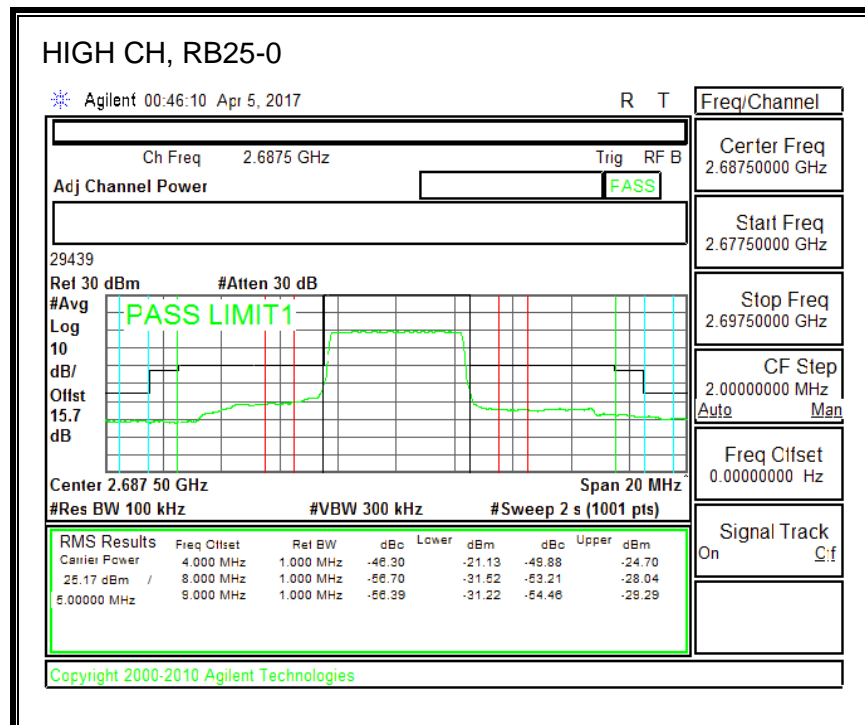 HIGH CH, RB25-0
Agilent 00:46:10 Apr 5, 2017 R T
Freq/Channel
Ch Freq 2.6875 GHz Trig RF B
Adj Channel Power
PASS
Center Freq
2.68750000 GHz
Start Freq
2.67750000 GHz
Stop Freq
2.69750000 GHz
CF Step
2.00000000 MHz
Auto Man
Freq Offset
0.00000000 Hz
Signal Track
On Off
29439
Ref 30 dBm #Atten 30 dB
#Avg
Log
10
dB/
Offst
15.7
dB
PASS LIMIT1
Center 2.687 50 GHz Span 20 MHz
#Res BW 100 kHz #VBW 300 kHz #Sweep 2 s (1001 pts)
RMS Results Freq Offset Ref BW dBc Lower dBm dBc Upper dBm
Carrier Power 4.000 MHz 1.000 MHz -46.30 -21.13 -49.88 -24.70
25.17 dBm / 8.000 MHz 1.000 MHz -56.70 -31.52 -53.21 -28.04
5.00000 MHz 9.000 MHz 1.000 MHz -56.39 -31.22 -54.46 -29.29
Copyright 2000-2010 Agilent Technologies